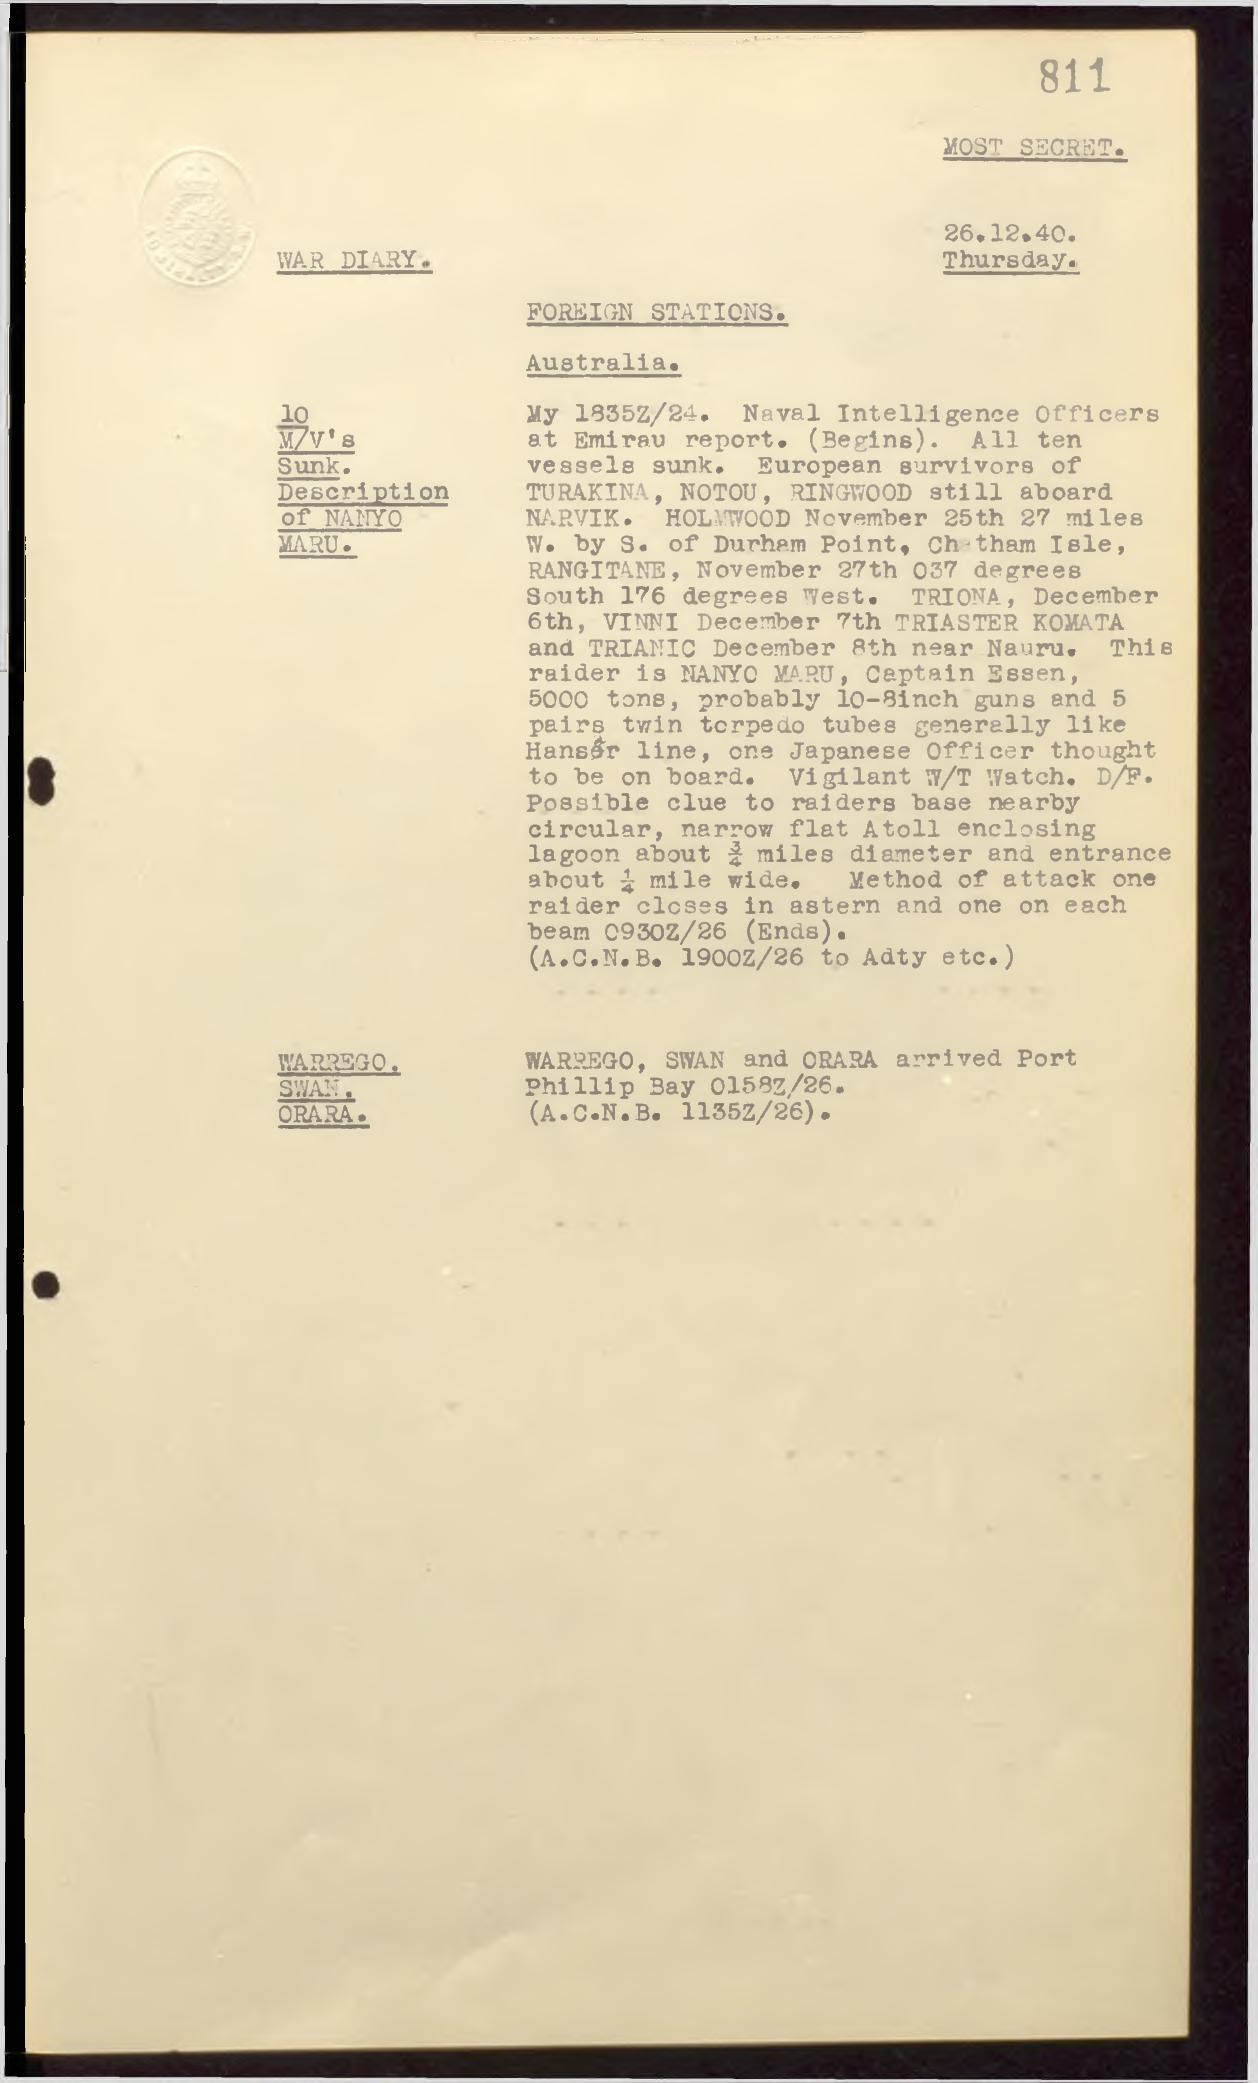 811
MOST SECRET.
26.12.40.
WAR DIARY.
Thursday.
FOREIGN STATIONS.
Australia.
10
M/V's
Sunk.
Description
of NANYO
MARU.
My 1835Z/24. Naval Intelligence Officers
at Emirau report. (Begins). All ten
vessels sunk. European survivors of
TURAKINA, NOTOU, RINGWOOD still aboard
NARVIK. HOLMWOOD November 25th 27 miles
W. by S. of Durham Point, Chatham Isle,
RANGITANE, November 27th 037 degrees
South 176 degrees West. TRIONA, December
6th, VINNI December 7th TRIASTER KOMATA
and TRIANIC December 8th near Nauru. This
raider is NANYO MARU, Captain Essen,
5000 tons, probably 10-8inch guns and 5
pairs twin torpedo tubes generally like
line, one Japanese Officer thought
to be on board. Vigilant W/T Watch. D/F.
Possible clue to raiders base nearby
circular, narrow flat Atoll enclosing
lagoon about ¾ miles diameter and entrance
about ¼ mile wide. Method of attack one
raider closes in astern and one on each
beam 0930Z/26 (Ends).
(A.C.N.B. 1900Z/26 to Adty etc.)
WARREGO.
SWAN.
ORARA.
WARREGO, SWAN and ORARA arrived Port
Phillip Bay 0158Z/26.
(A.C.N.B. 1135Z/26).